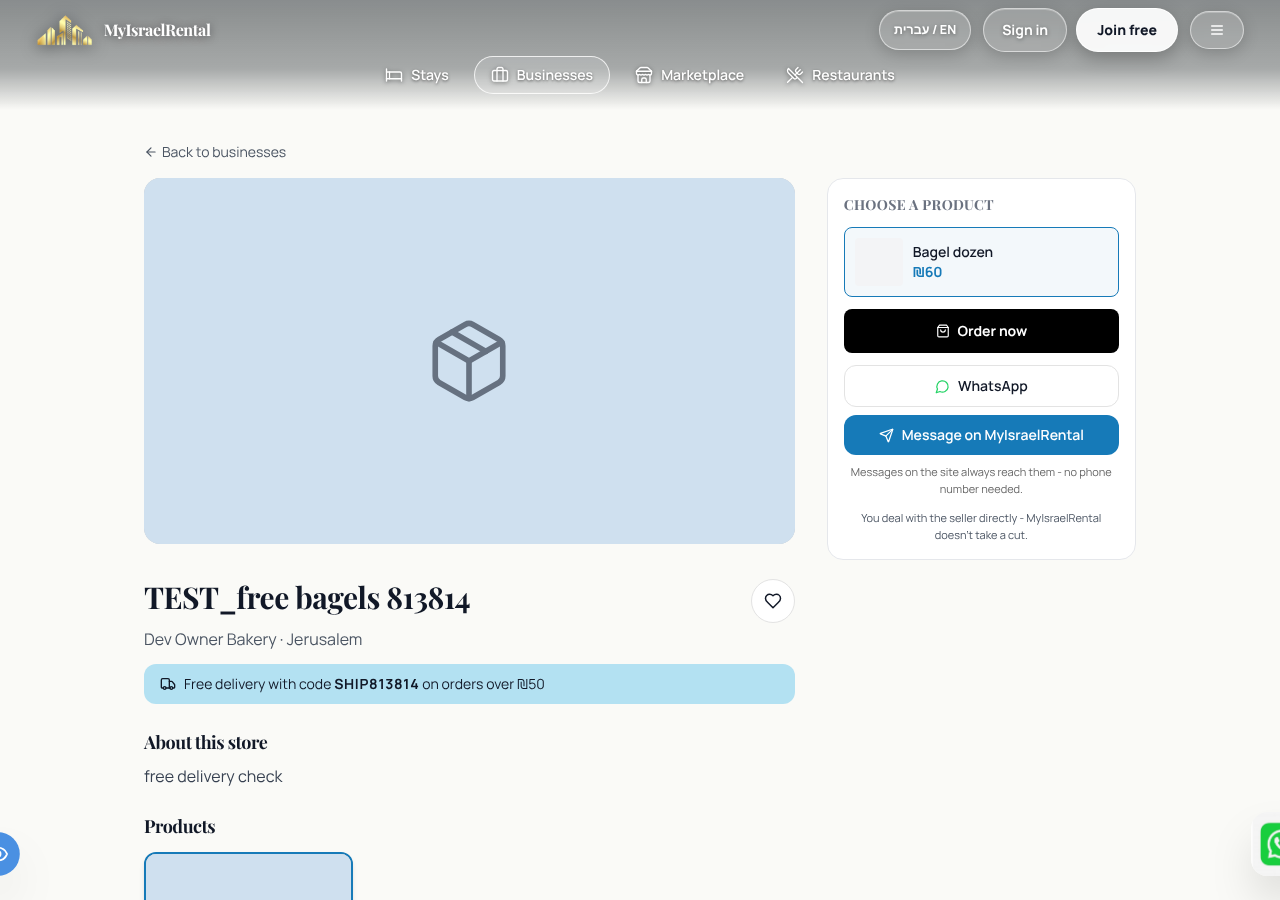 MyIsraelRental
עברית / EN
Sign in
Join free
Stays
Businesses
Marketplace
Restaurants
Back to businesses
CHOOSE A PRODUCT
Bagel dozen
₪60
Order now
WhatsApp
Message on MyIsraelRental
Messages on the site always reach them - no phone
number needed.
You deal with the seller directly - MyIsraelRental
doesn't take a cut.
TEST_free bagels 813814
Dev Owner Bakery · Jerusalem
Free delivery with code SHIP813814 on orders over ₪50
About this store
free delivery check
Products